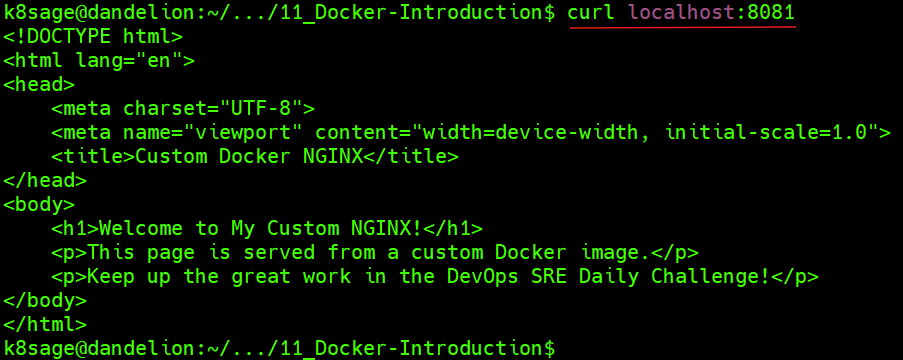 k8sage@dandelion:~/.../11_Docker-Introduction$ curl localhost:8081
<!DOCTYPE html>
<html lang="en">
<head>
    <meta charset="UTF-8">
    <meta name="viewport" content="width=device-width, initial-scale=1.0">
    <title>Custom Docker NGINX</title>
</head>
<body>
    <h1>Welcome to My Custom NGINX!</h1>
    <p>This page is served from a custom Docker image.</p>
    <p>Keep up the great work in the DevOps SRE Daily Challenge!</p>
</body>
</html>
k8sage@dandelion:~/.../11_Docker-Introduction$